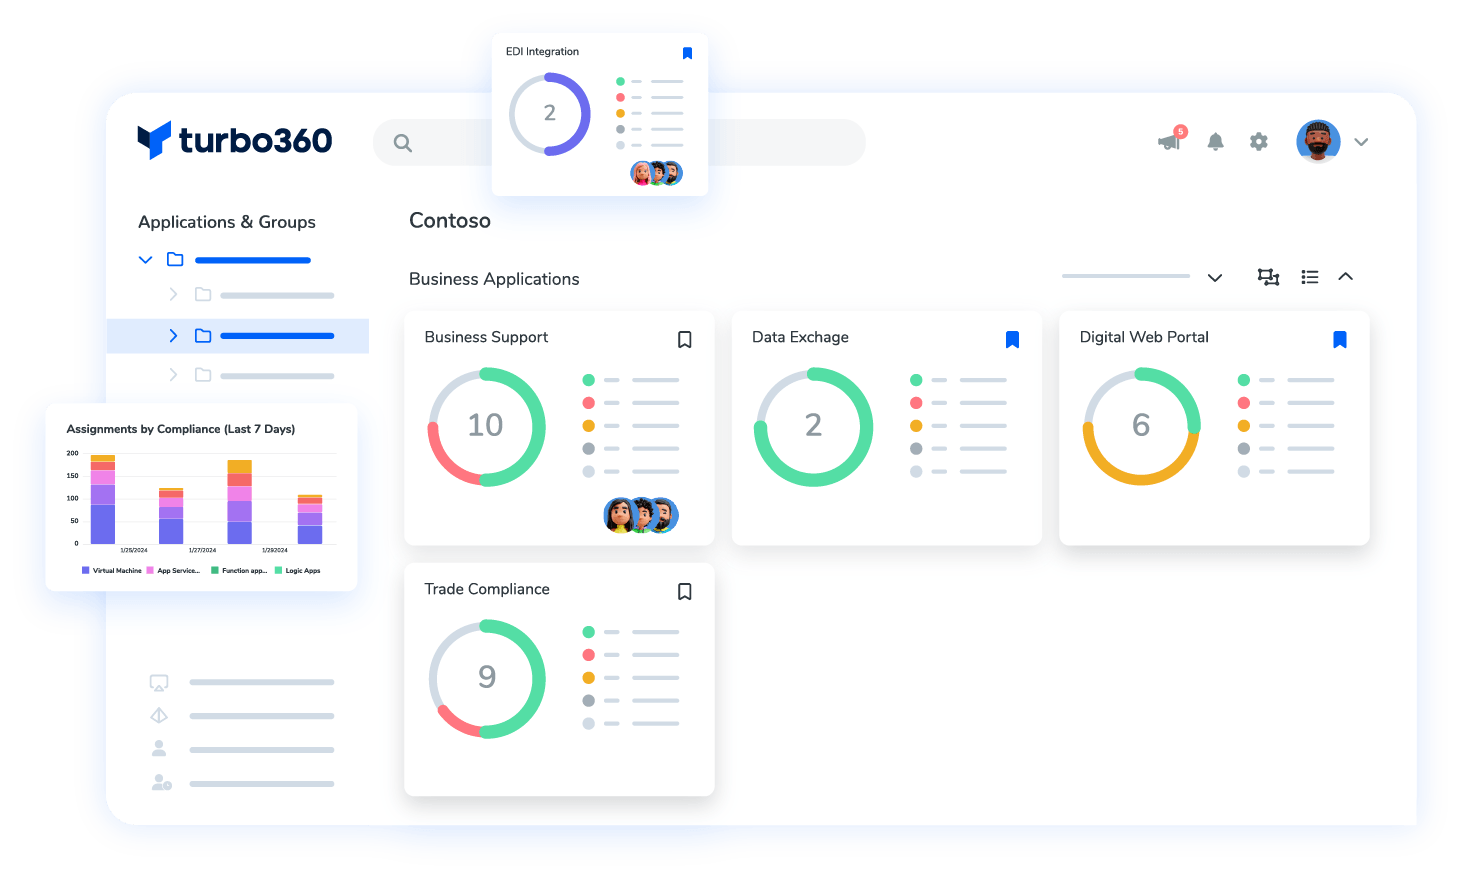 EDI Integration
2
turbo360
5
Applications & Groups
Contoso
Business Applications
Business Support
10
Data Exchage
2
Digital Web Portal
6
Assignments by Compliance (Last 7 Days)
200
150
100
50
0
1/25/2024 1/27/2024 1/29/2024
Virtual Machine App Service... Function app... Logic Apps
Trade Compliance
9